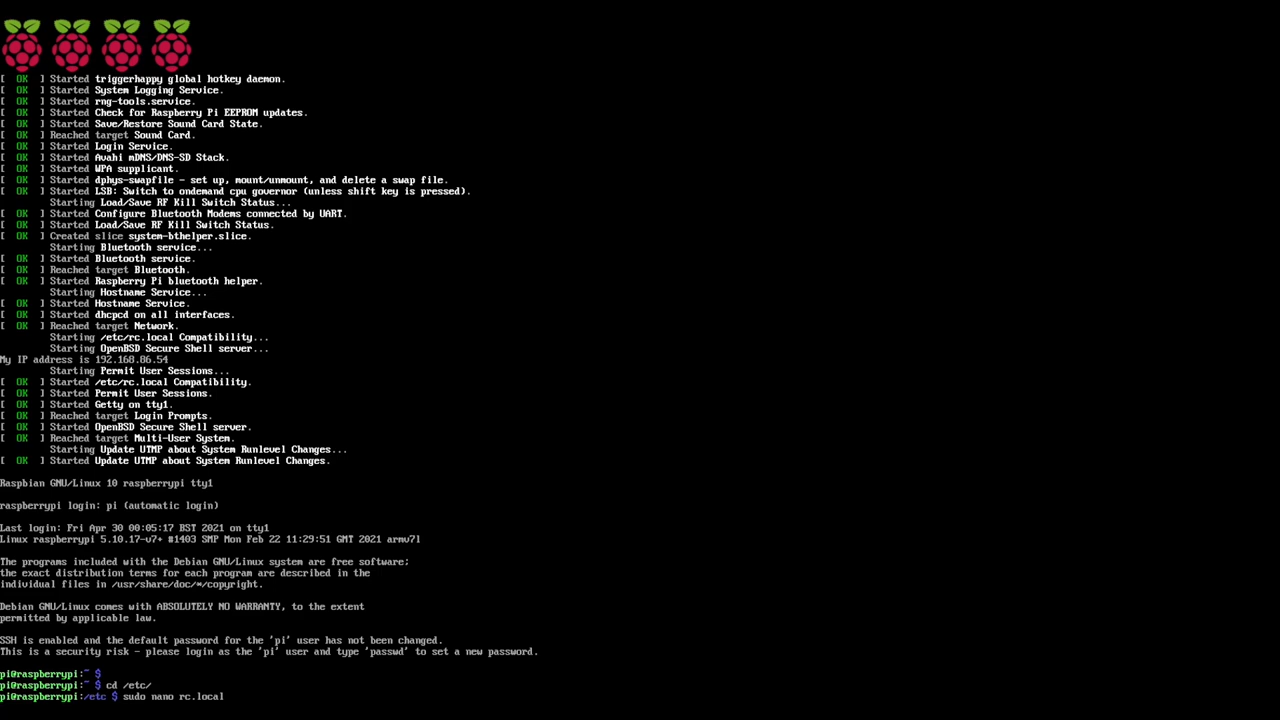 [  OK  ] Started triggerhappy global hotkey daemon.
[  OK  ] Started System Logging Service.
[  OK  ] Started rng-tools.service.
[  OK  ] Started Check for Raspberry Pi EEPROM updates.
[  OK  ] Started Save/Restore Sound Card State.
[  OK  ] Reached target Sound Card.
[  OK  ] Started Login Service.
[  OK  ] Started Avahi mDNS/DNS-SD Stack.
[  OK  ] Started WPA supplicant.
[  OK  ] Started dphys-swapfile - set up, mount/unmount, and delete a swap file.
[  OK  ] Started LSB: Switch to ondemand cpu governor (unless shift key is pressed).
         Starting Load/Save RF Kill Switch Status...
[  OK  ] Started Configure Bluetooth Modems connected by UART.
[  OK  ] Started Load/Save RF Kill Switch Status.
[  OK  ] Created slice system-bthelper.slice.
         Starting Bluetooth service...
[  OK  ] Started Bluetooth service.
[  OK  ] Reached target Bluetooth.
[  OK  ] Started Raspberry Pi bluetooth helper.
         Starting Hostname Service...
[  OK  ] Started Hostname Service.
[  OK  ] Started dhcpcd on all interfaces.
[  OK  ] Reached target Network.
         Starting /etc/rc.local Compatibility...
         Starting OpenBSD Secure Shell server...
My IP address is 192.168.86.54
         Starting Permit User Sessions...
[  OK  ] Started /etc/rc.local Compatibility.
[  OK  ] Started Permit User Sessions.
[  OK  ] Started Getty on tty1.
[  OK  ] Reached target Login Prompts.
[  OK  ] Started OpenBSD Secure Shell server.
[  OK  ] Reached target Multi-User System.
         Starting Update UTMP about System Runlevel Changes...
[  OK  ] Started Update UTMP about System Runlevel Changes.
Raspbian GNU/Linux 10 raspberrypi tty1
raspberrypi login: pi (automatic login)
Last login: Fri Apr 30 00:05:17 BST 2021 on tty1
Linux raspberrypi 5.10.17-v7+ #1403 SMP Mon Feb 22 11:29:51 GMT 2021 armv7l
The programs included with the Debian GNU/Linux system are free software;
the exact distribution terms for each program are described in the
individual files in /usr/share/doc/*/copyright.
Debian GNU/Linux comes with ABSOLUTELY NO WARRANTY, to the extent
permitted by applicable law.
SSH is enabled and the default password for the 'pi' user has not been changed.
This is a security risk - please login as the 'pi' user and type 'passwd' to set a new password.
pi@raspberrypi:~ $
pi@raspberrypi:~ $ cd /etc/
pi@raspberrypi:/etc $ sudo nano rc.local